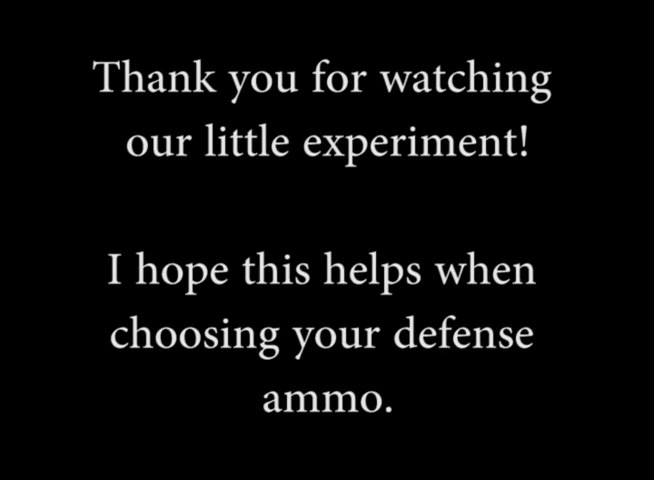 Thank you for watching
our little experiment!
I hope this helps when
choosing your defense
ammo.